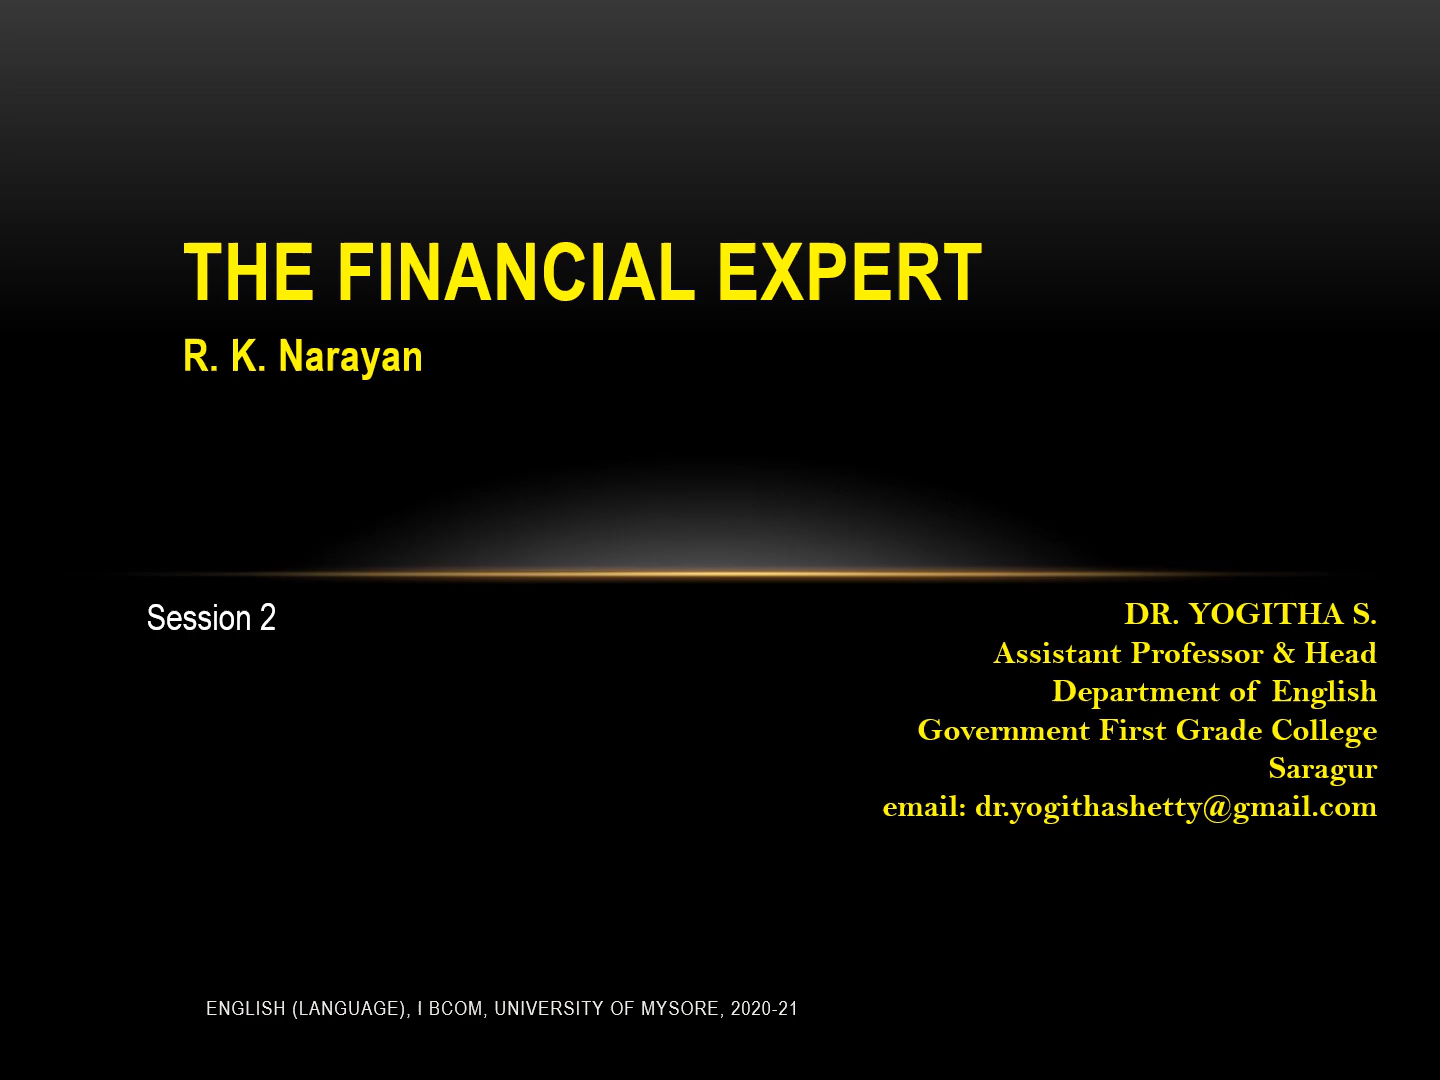 THE FINANCIAL EXPERT
R. K. Narayan
Session 2
DR. YOGITHA S.
Assistant Professor & Head
Department of English
Government First Grade College
Saragur
email: dr.yogithashetty@gmail.com
ENGLISH (LANGUAGE), I BCOM, UNIVERSITY OF MYSORE, 2020-21